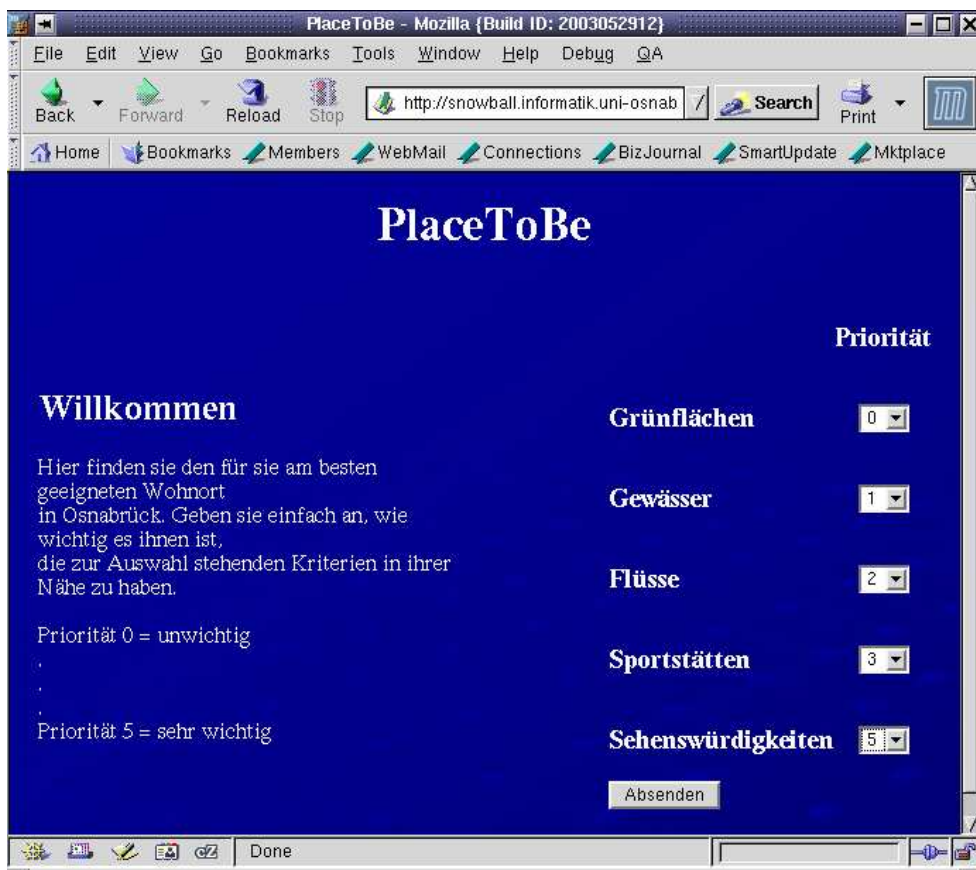 PlaceToBe - Mozilla {Build ID: 2003052912}
File Edit View Go Bookmarks Tools Window Help Debug QA
Back Forward Reload Stop http://snowball.informatik.uni-osnab Search Print
Home Bookmarks Members WebMail Connections BizJournal SmartUpdate Mktplace
PlaceToBe
Priorität
Willkommen
Hier finden sie den für sie am besten
geeigneten Wohnort
in Osnabrück. Geben sie einfach an, wie
wichtig es ihnen ist,
die zur Auswahl stehenden Kriterien in ihrer
Nähe zu haben.
Priorität 0 = unwichtig
.
.
.
Priorität 5 = sehr wichtig
Grünflächen 0
Gewässer 1
Flüsse 2
Sportstätten 3
Sehenswürdigkeiten 5
Absenden
Done